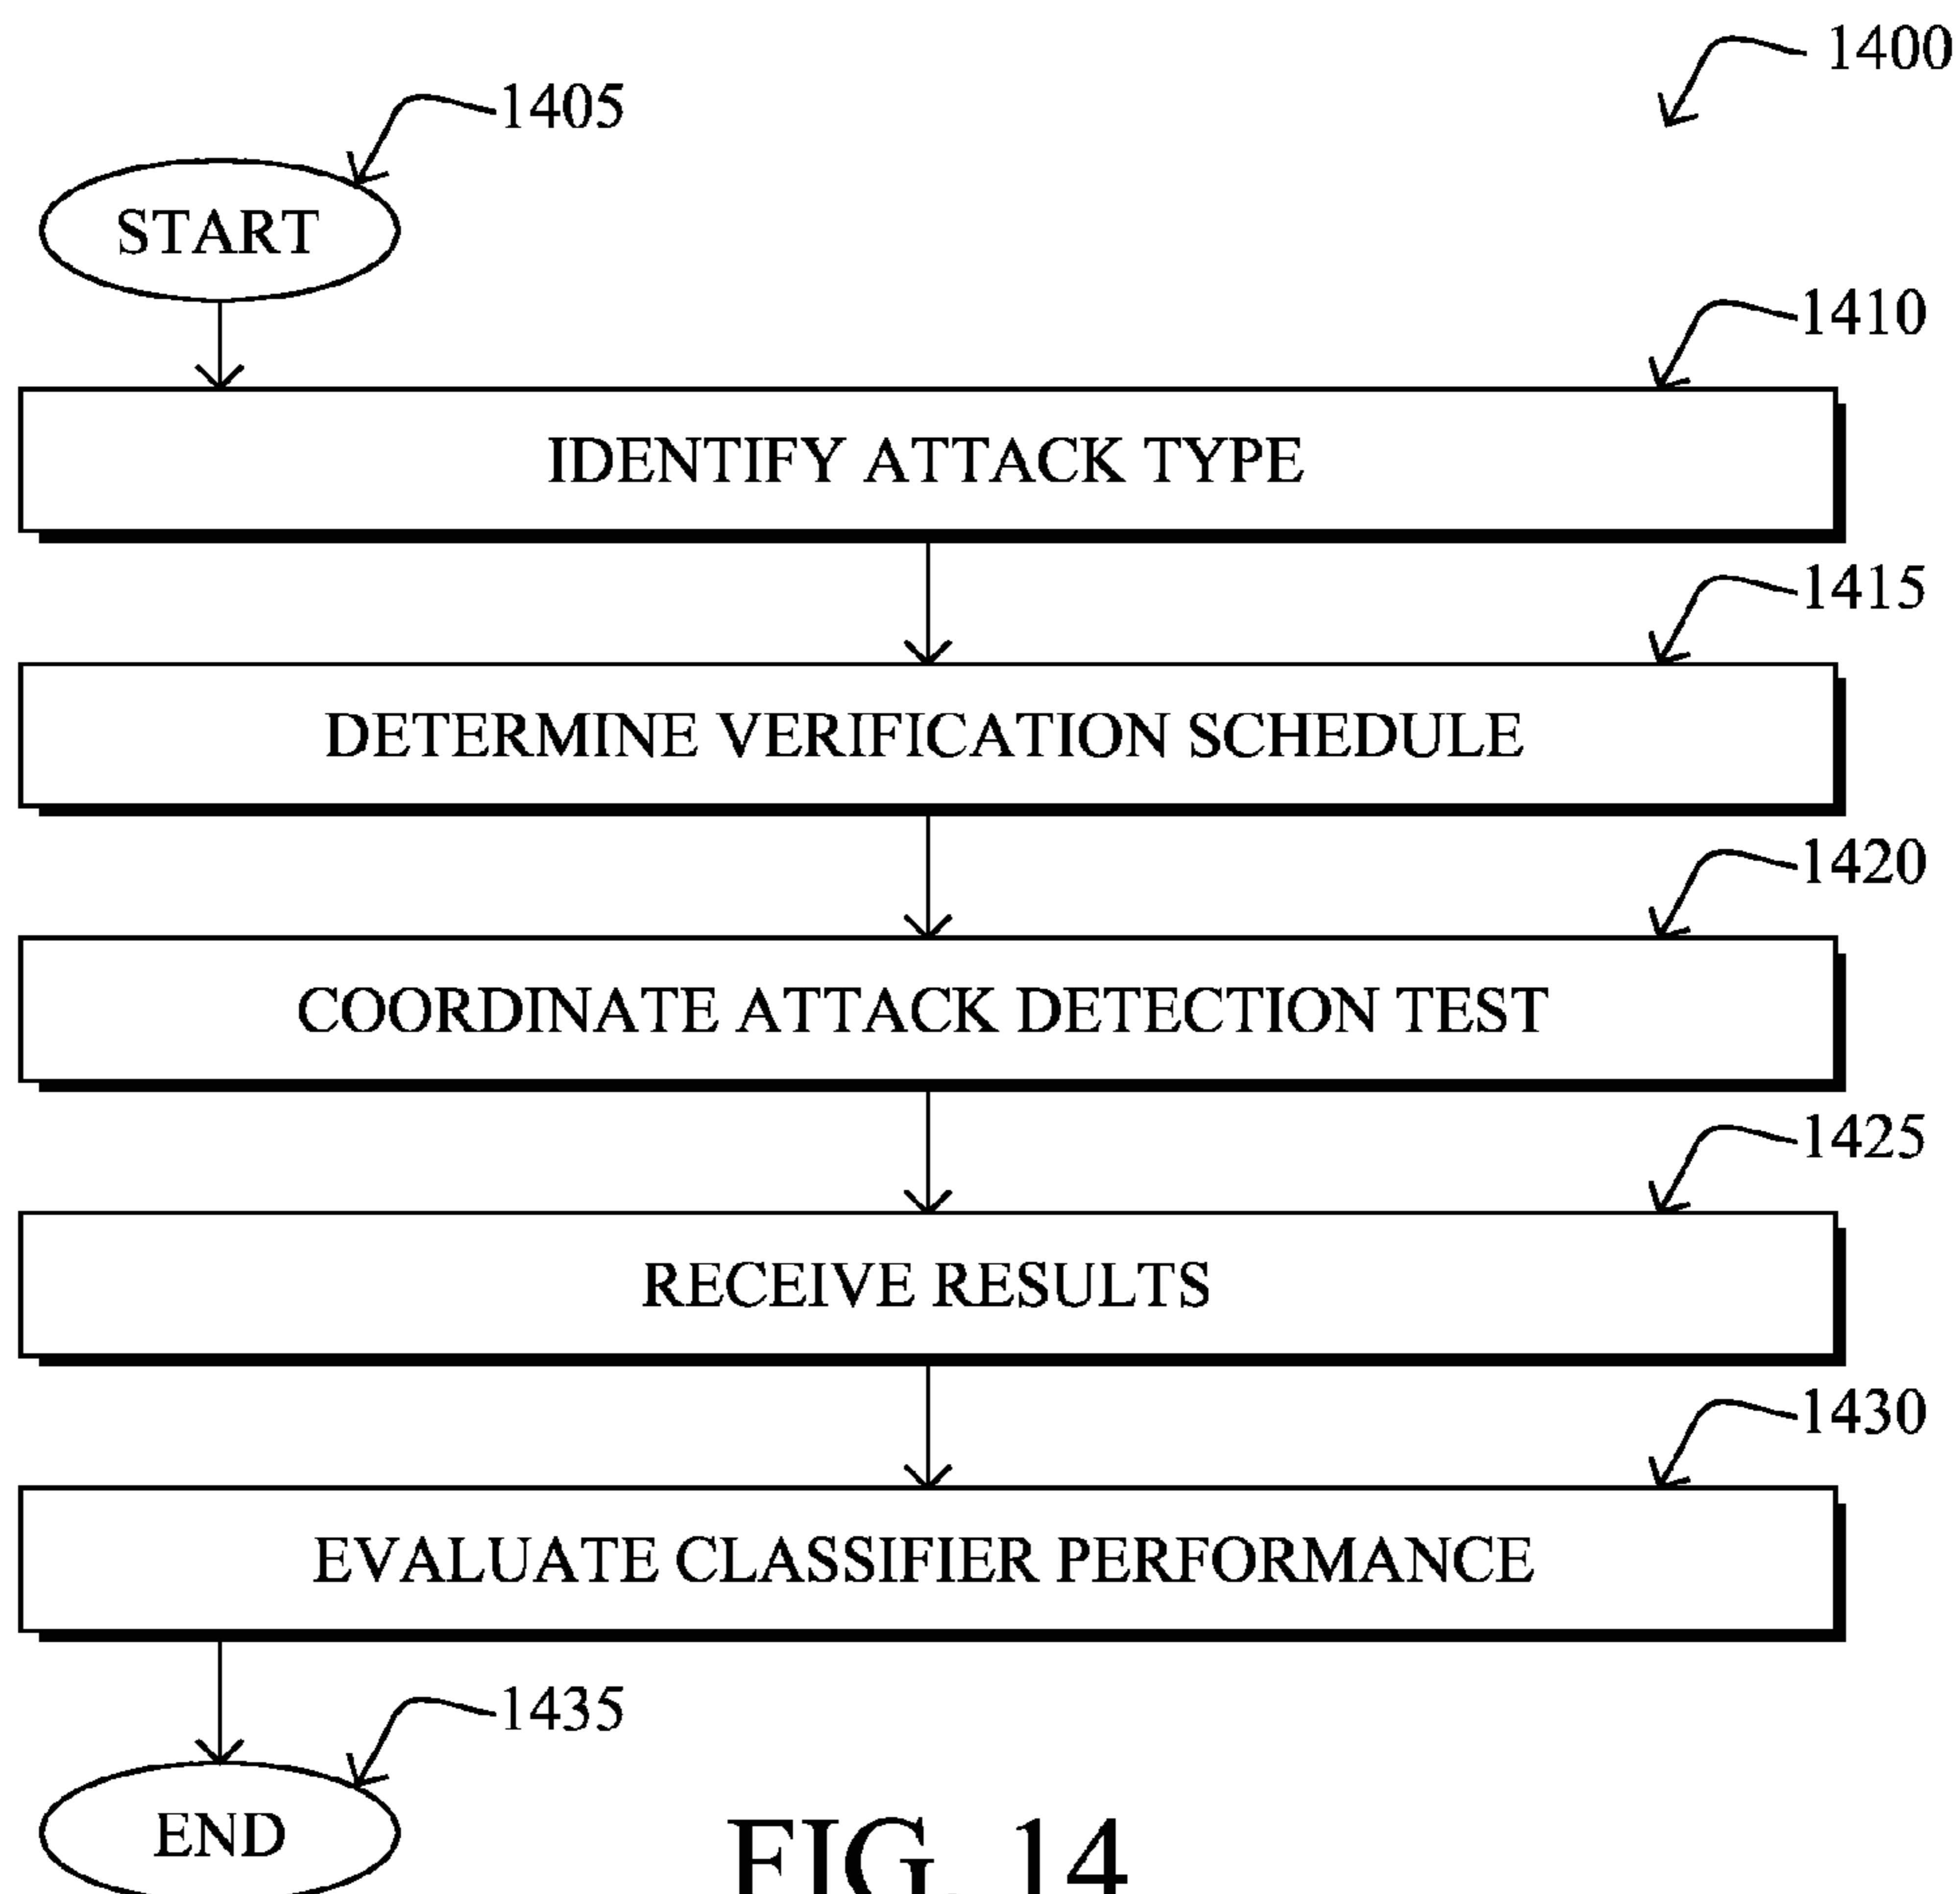 1400
1405
START
1410
IDENTIFY ATTACK TYPE
1415
DETERMINE VERIFICATION SCHEDULE
1420
COORDINATE ATTACK DETECTION TEST
1425
RECEIVE RESULTS
1430
EVALUATE CLASSIFIER PERFORMANCE
1435
END
FIG. 14